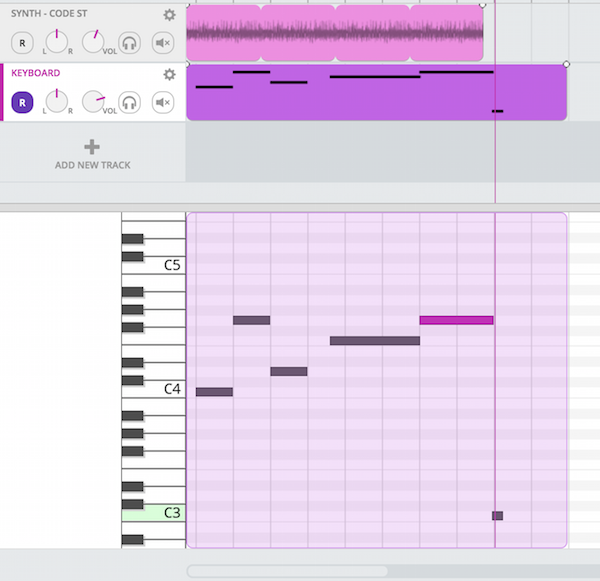 SYNTH - CODE ST
R
L
R
VOL
KEYBOARD
R
L
R
VOL
ADD NEW TRACK
C5
C4
C3